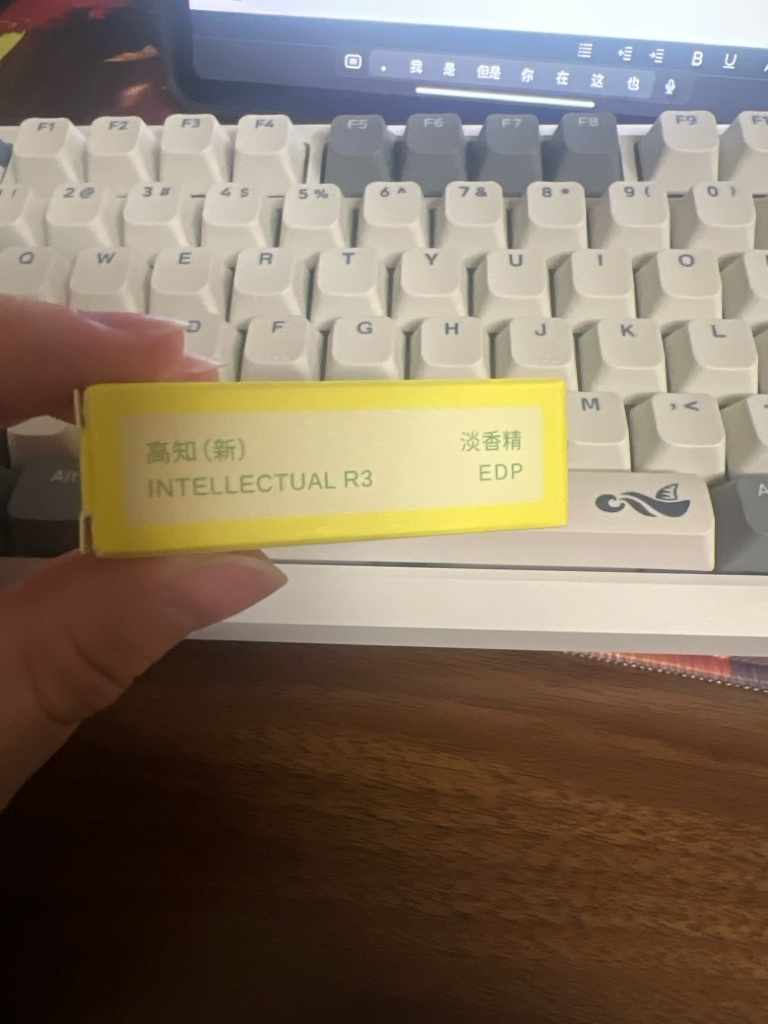 B U
。 我 是 但是 你 在 这 也
F1 F2 F3 F4 F5 F6 F7 F8 F9
2@ 3# 4$ 5% 6^ 7& 8* 9( 0)
Q W E R T Y U I O
D F G H J K L
M ,<
Alt
高知（新） 淡香精
INTELLECTUAL R3 EDP